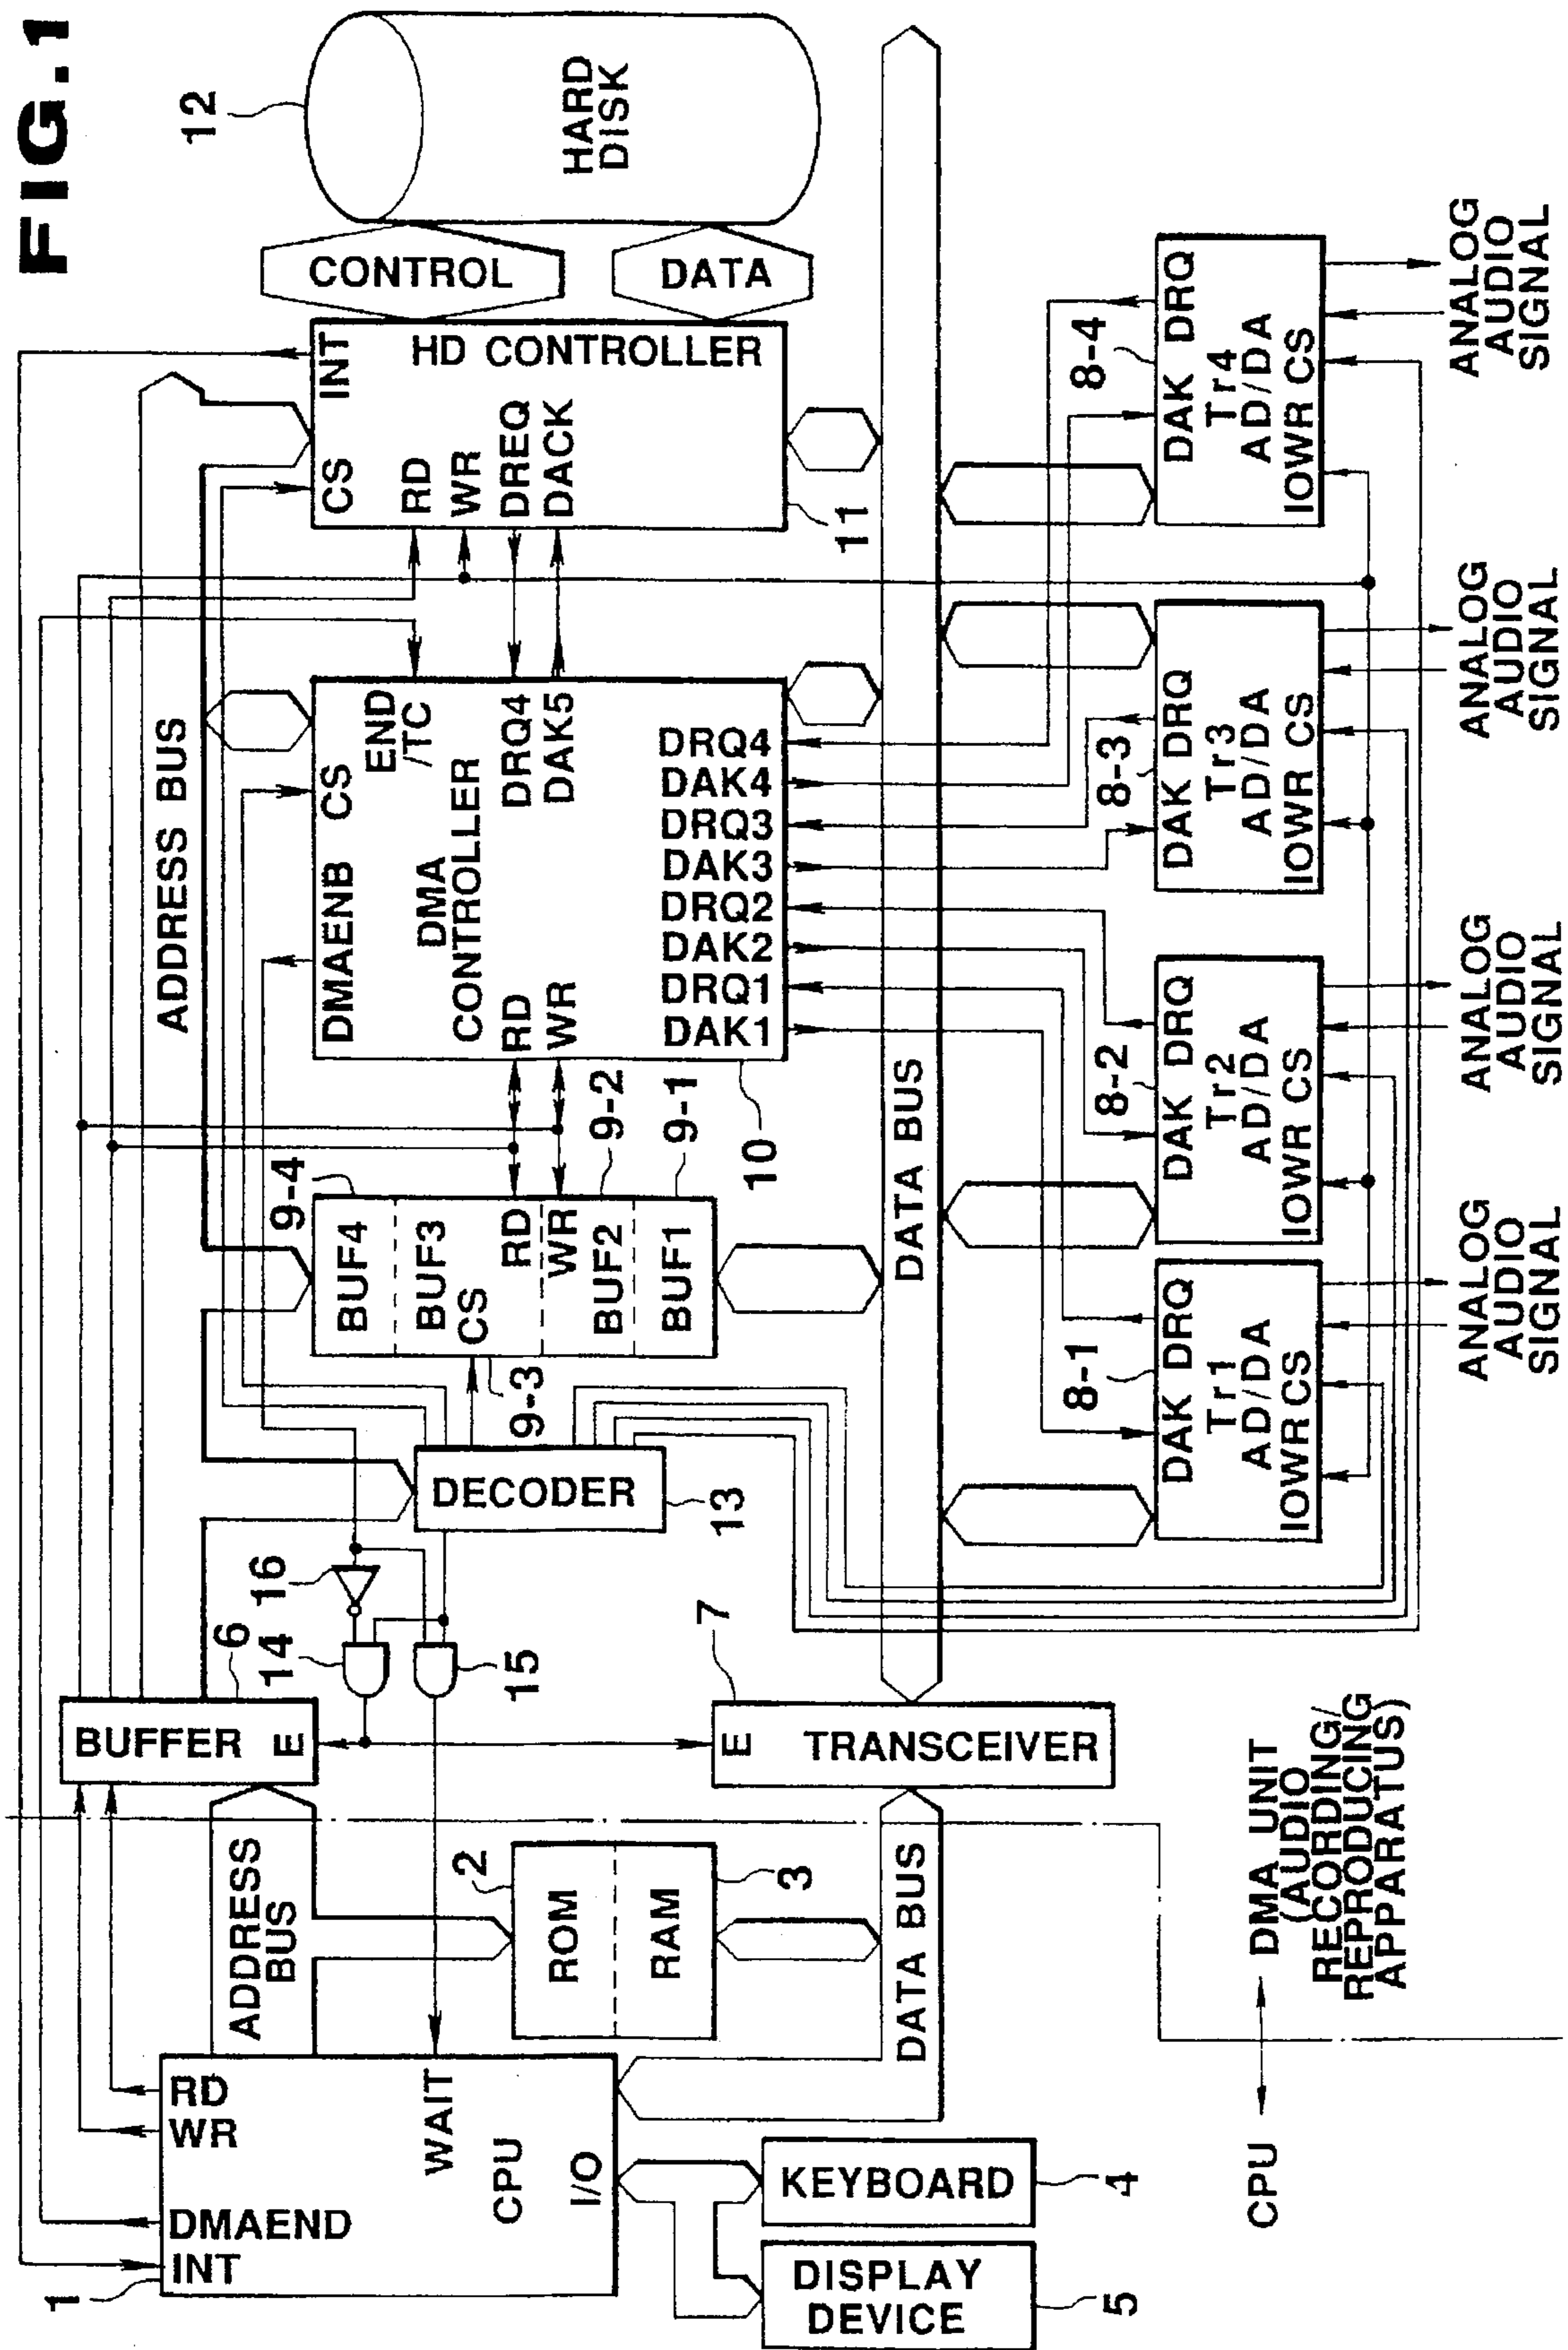 FIG.1
1
INT
DMAEND
WR
RD
WAIT
CPU
I/O
ADDRESS
BUS
2
ROM
RAM
3
DATA BUS
KEYBOARD
4
DISPLAY
DEVICE
5
BUFFER
E
6
14
16
15
E
TRANSCEIVER
7
DECODER
13
ADDRESS BUS
9-4
BUF4
BUF3
CS
RD
WR
BUF2
BUF1
9-3
9-2
9-1
DMAENB
CS
END
/TC
DMA
CONTROLLER
RD
WR
DRQ4
DAK5
DAK1
DRQ1
DAK2
DRQ2
DAK3
DRQ3
DAK4
DRQ4
10
CS
INT
HD CONTROLLER
RD
WR
DREQ
DACK
11
CONTROL
DATA
12
HARD
DISK
DATA BUS
8-1
DAK DRQ
Tr1
AD/DA
IOWR CS
ANALOG
AUDIO
SIGNAL
8-2
DAK DRQ
Tr2
AD/DA
IOWR CS
ANALOG
AUDIO
SIGNAL
8-3
DAK DRQ
Tr3
AD/DA
IOWR CS
ANALOG
AUDIO
SIGNAL
8-4
DAK DRQ
Tr4
AD/DA
IOWR CS
ANALOG
AUDIO
SIGNAL
CPU
DMA UNIT
(AUDIO
RECORDING/
REPRODUCING
APPARATUS)